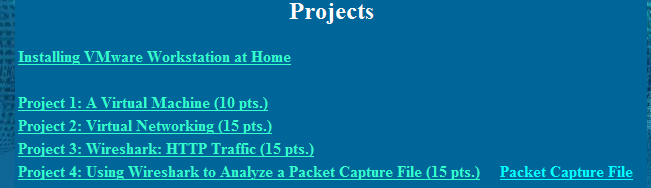 Projects
Installing VMware Workstation at Home
Project 1: A Virtual Machine (10 pts.)
Project 2: Virtual Networking (15 pts.)
Project 3: Wireshark: HTTP Traffic (15 pts.)
Project 4: Using Wireshark to Analyze a Packet Capture File (15 pts.) Packet Capture File